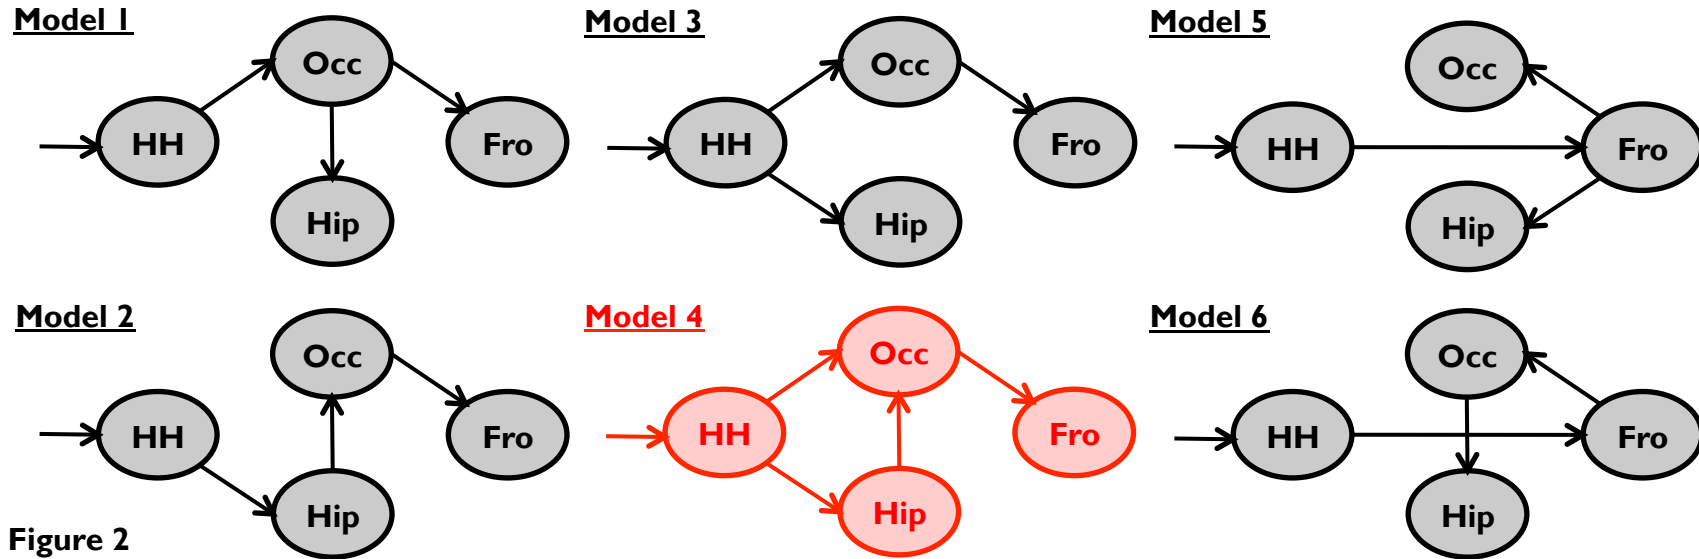 Model 1
Occ
HH
Fro
Hip
Model 3
Occ
HH
Fro
Hip
Model 5
Occ
HH
Fro
Hip
Model 2
Occ
HH
Fro
Hip
Model 4
Occ
HH
Fro
Hip
Model 6
Occ
HH
Fro
Hip
Figure 2